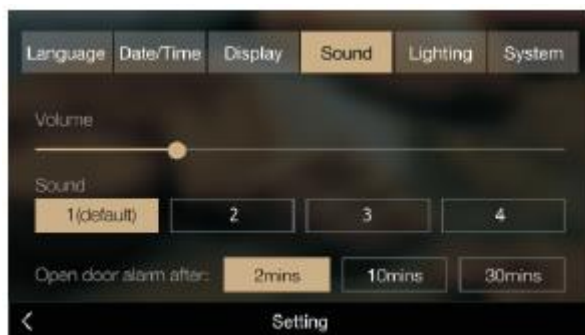 Language Date/Time Display Sound Lighting System
Volume
Sound
1(default) 2 3 4
Open door alarm after: 2mins 10mins 30mins
Setting